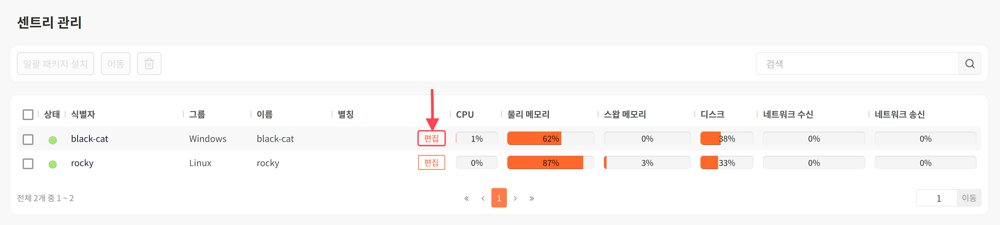 센트리 관리
일괄 패키지 설치 이동 검색
상태 식별자 그룹 이름 별칭 CPU 물리 메모리 스왑 메모리 디스크 네트워크 수신 네트워크 송신
black-cat Windows black-cat 편집 1% 62% 0% 38% 0% 0%
rocky Linux rocky 편집 0% 87% 3% 33% 0% 0%
전체 2개 중 1 ~ 2 « ‹ 1 › » 1 이동